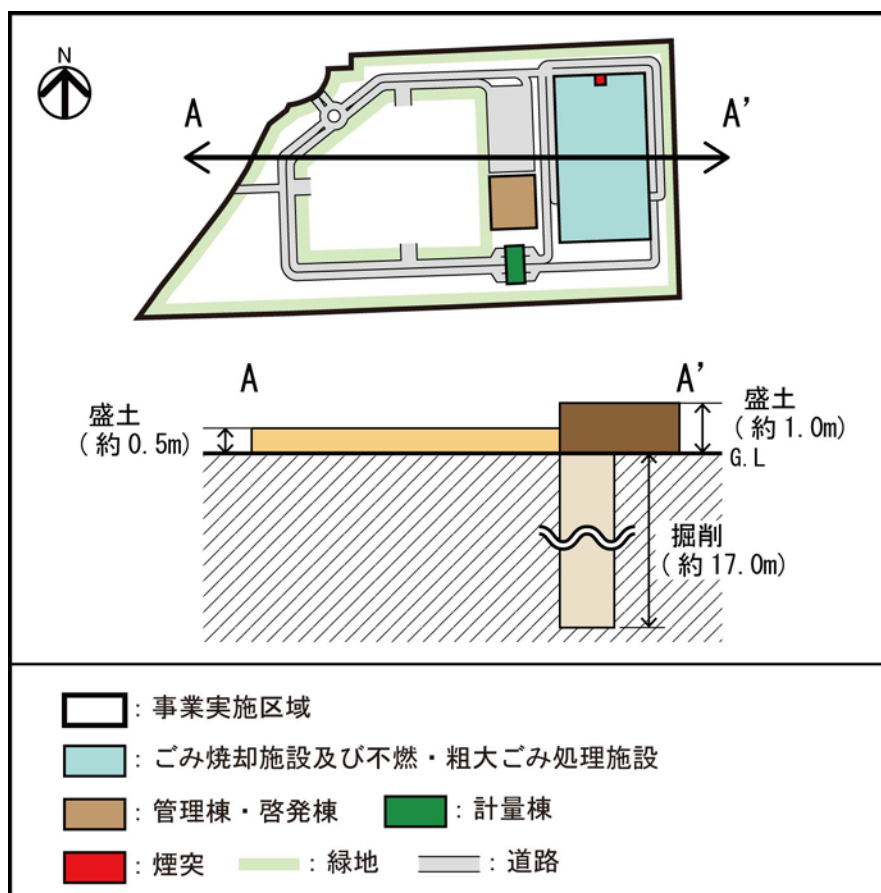 N
A
A'
A
A'
盛土
(約0.5m)
盛土
(約1.0m)
G.L
掘削
(約17.0m)
: 事業実施区域
: ごみ焼却施設及び不燃・粗大ごみ処理施設
: 管理棟・啓発棟
: 計量棟
: 煙突
: 緑地
: 道路